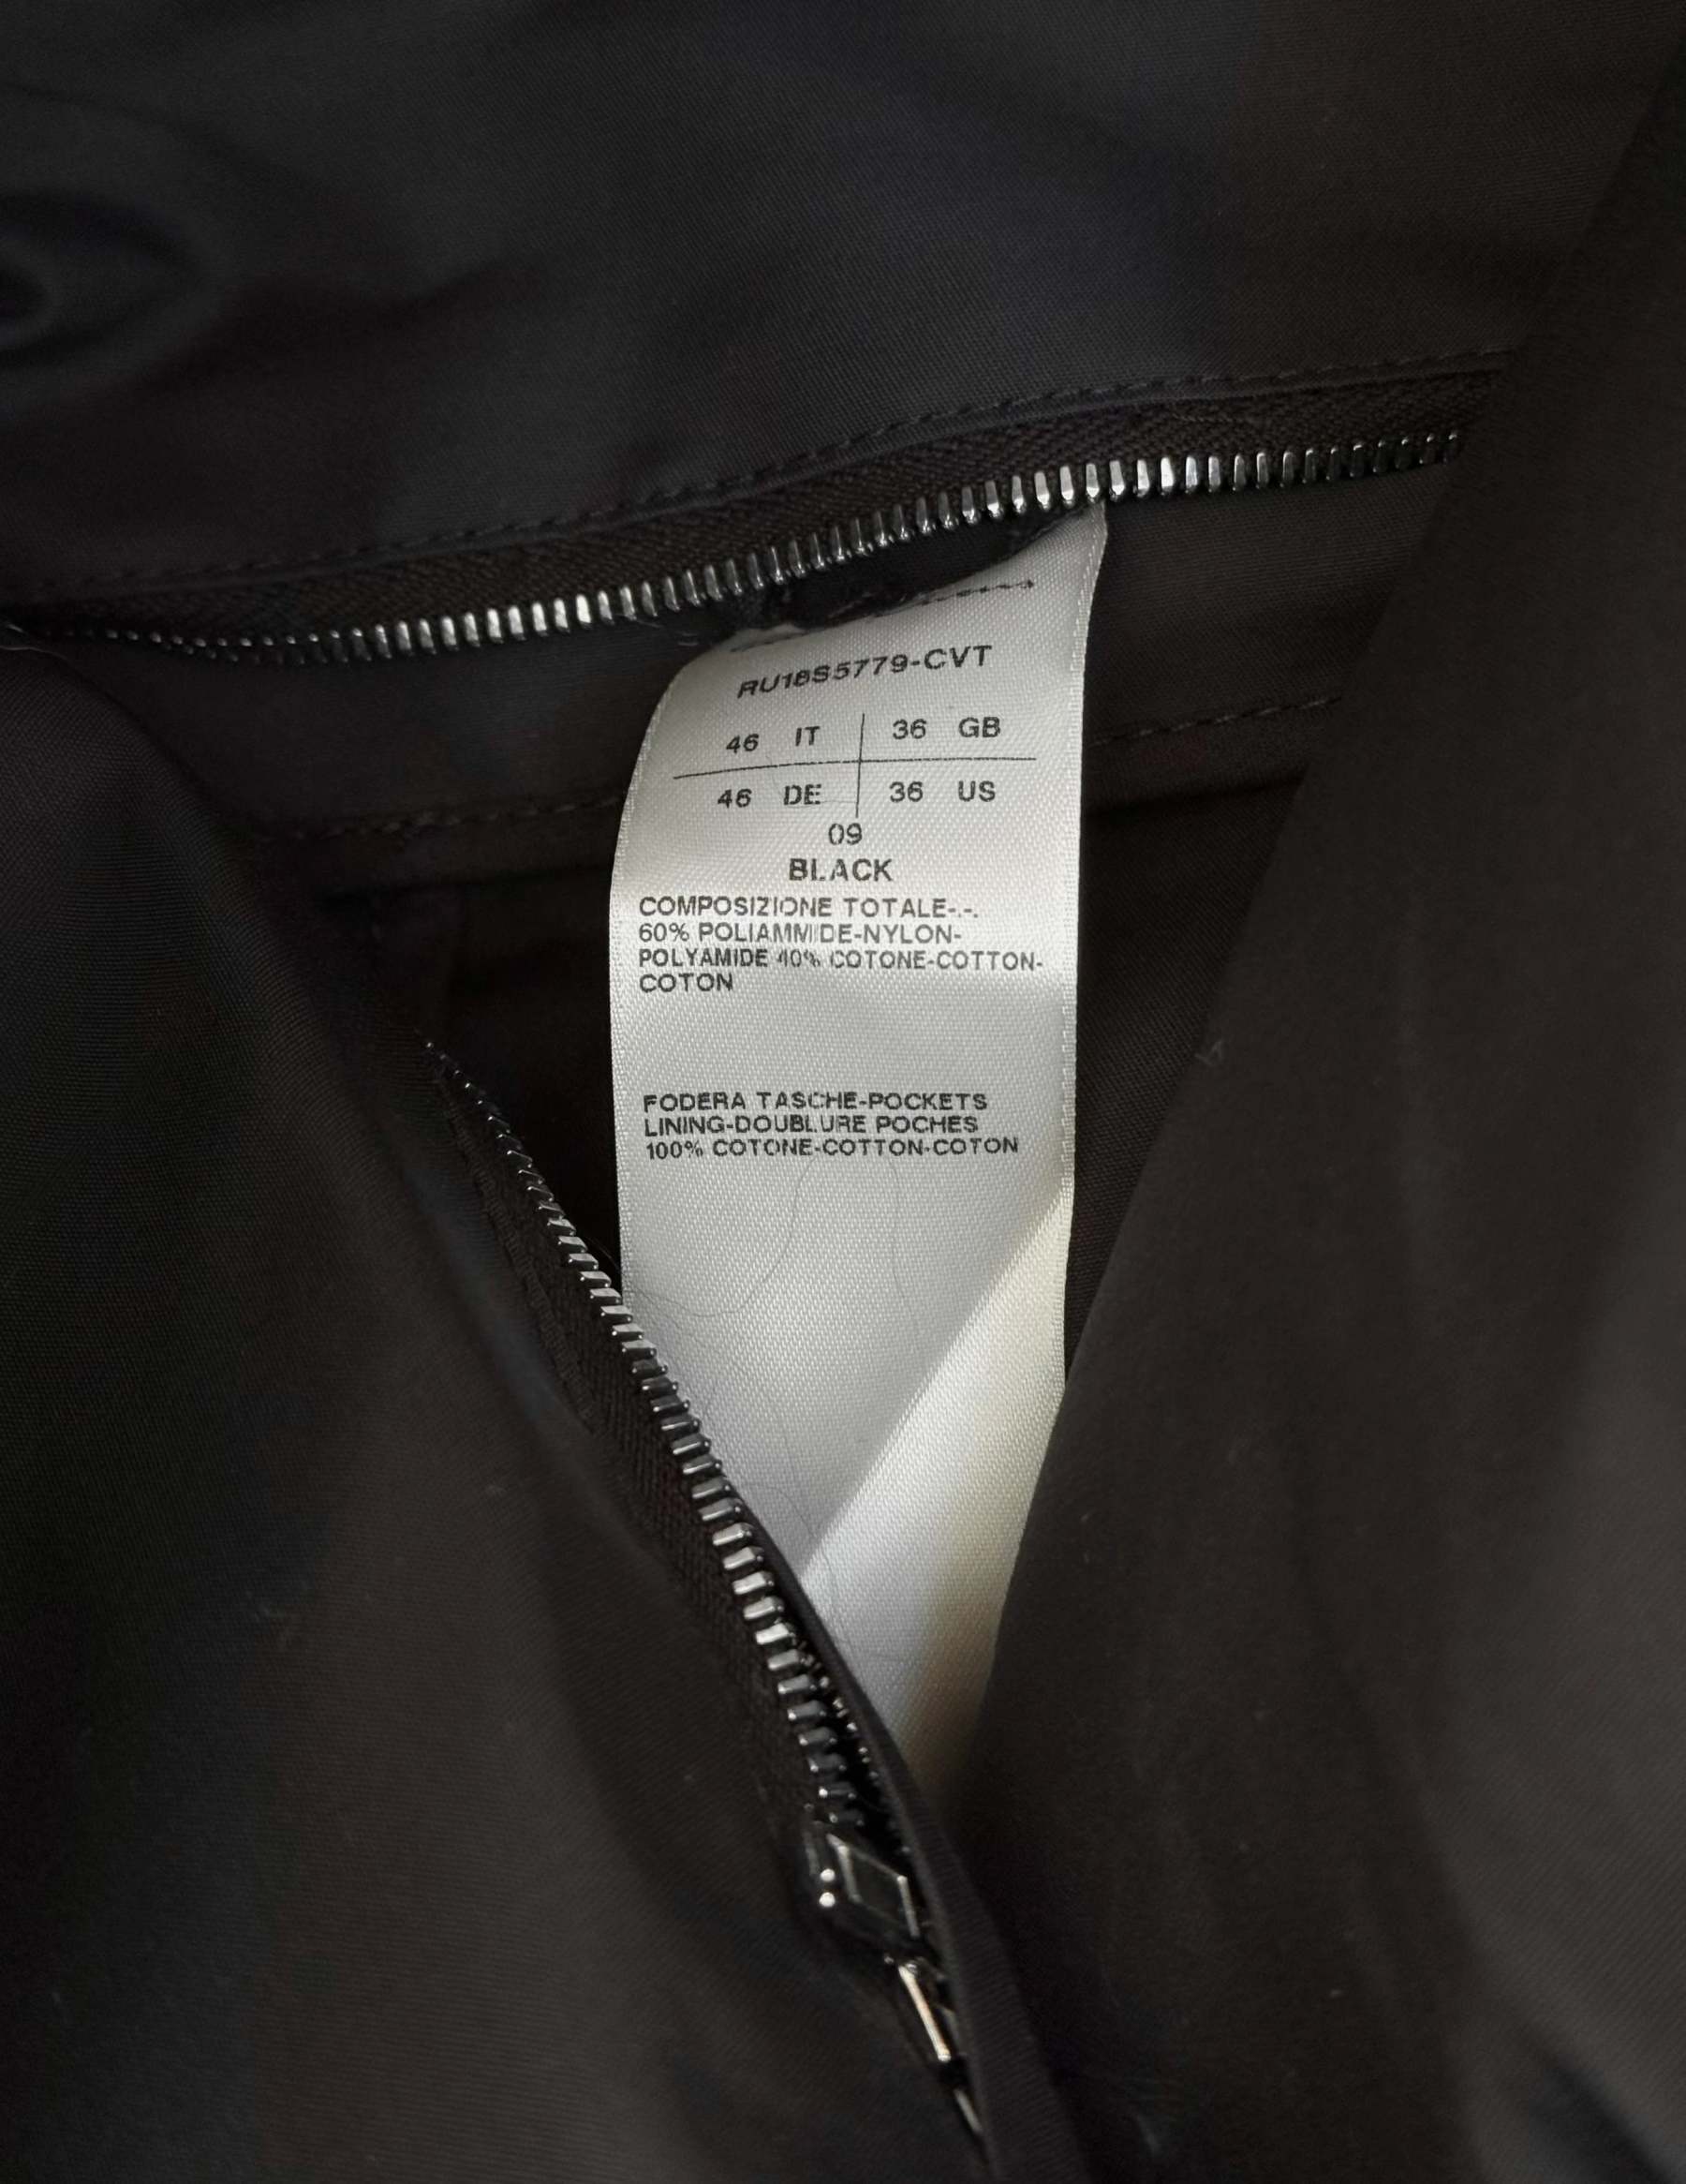 RU18S5779-CVT
46 IT 36 GB
46 DE 36 US
09
BLACK
COMPOSIZIONE TOTALE-.-.
60% POLIAMMIDE-NYLON-
POLYAMIDE 40% COTONE-COTTON-
COTON
FODERA TASCHE-POCKETS
LINING-DOUBLURE POCHES
100% COTONE-COTTON-COTON